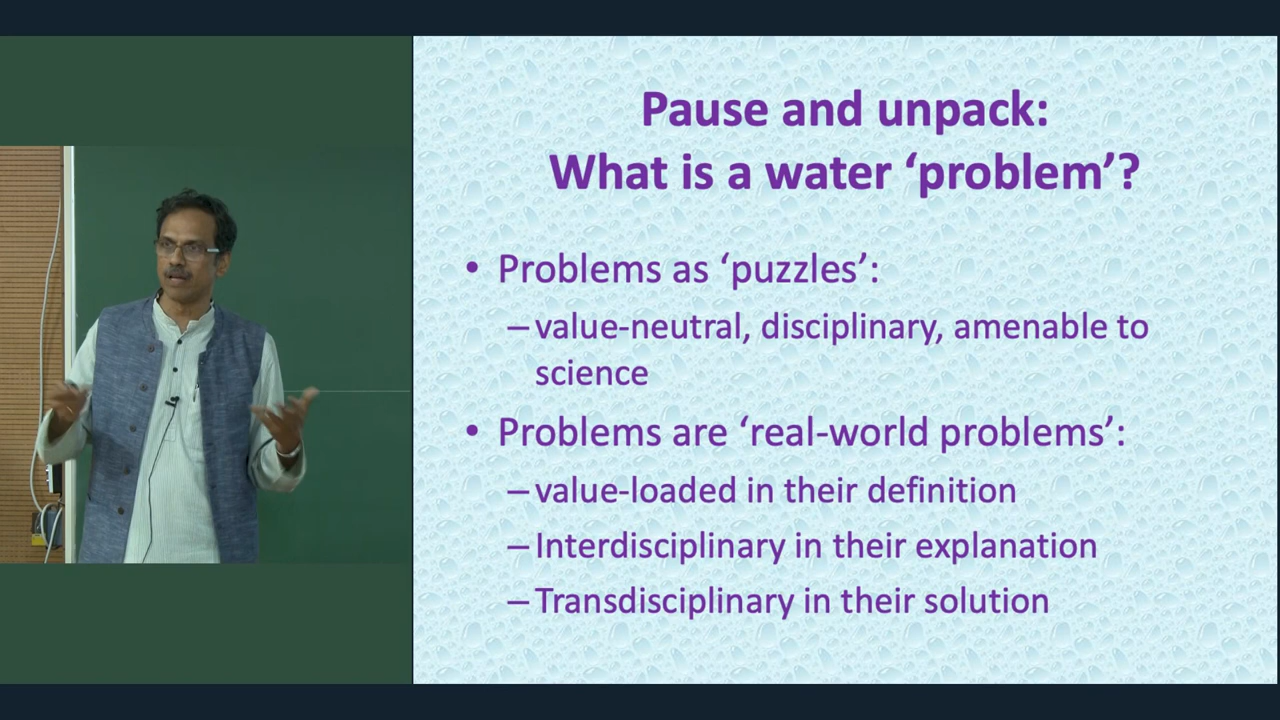 Pause and unpack:
What is a water ‘problem’?
• Problems as ‘puzzles’:
– value-neutral, disciplinary, amenable to
science
• Problems are ‘real-world problems’:
– value-loaded in their definition
– Interdisciplinary in their explanation
– Transdisciplinary in their solution